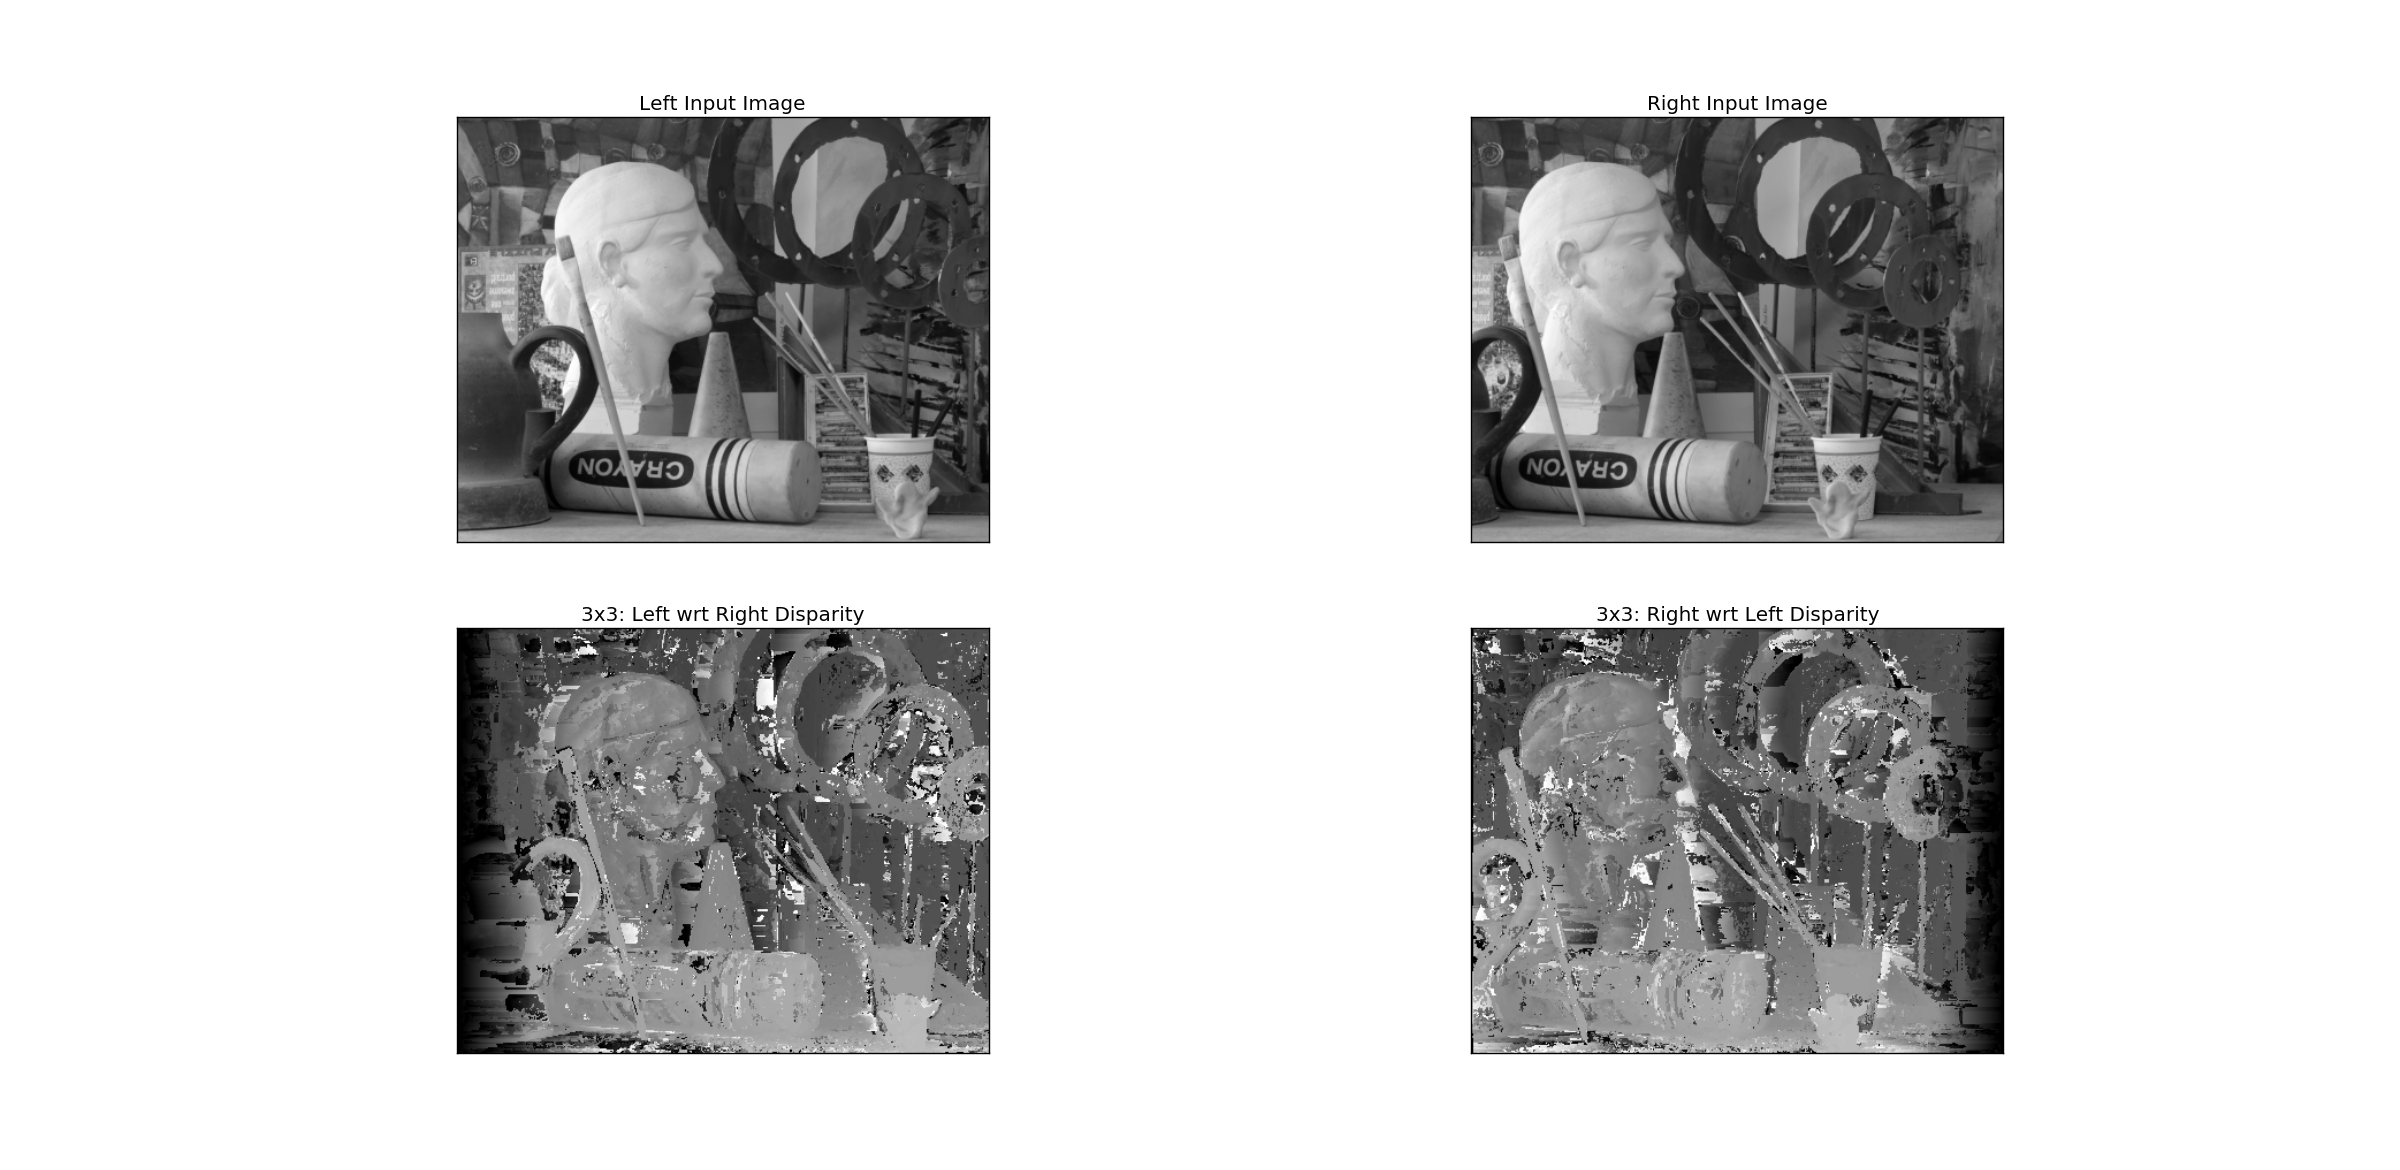 Left Input Image
Right Input Image
CRAYON
CRAYON
3x3: Left wrt Right Disparity
3x3: Right wrt Left Disparity